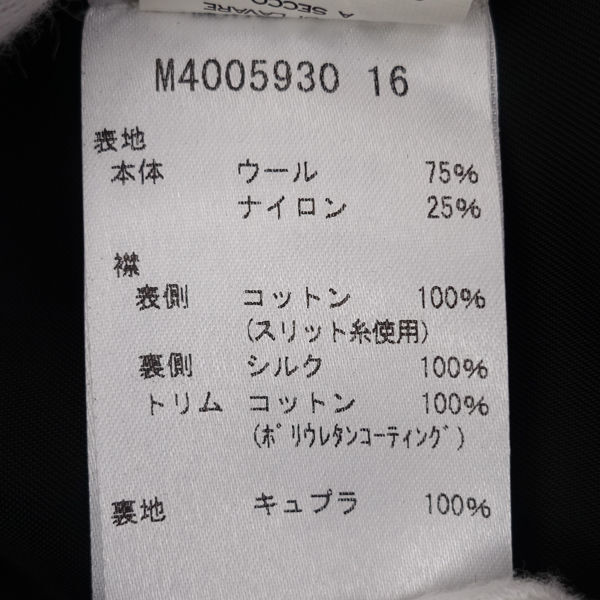 LAVARE
A SECCO
M4005930 16
表地
本体 ウール 75%
ナイロン 25%
襟
表側 コットン 100%
(スリット糸使用)
裏側 シルク 100%
トリム コットン 100%
(ﾎﾟﾘｳﾚﾀﾝｺｰﾃｨﾝｸﾞ)
裏地 キュプラ 100%